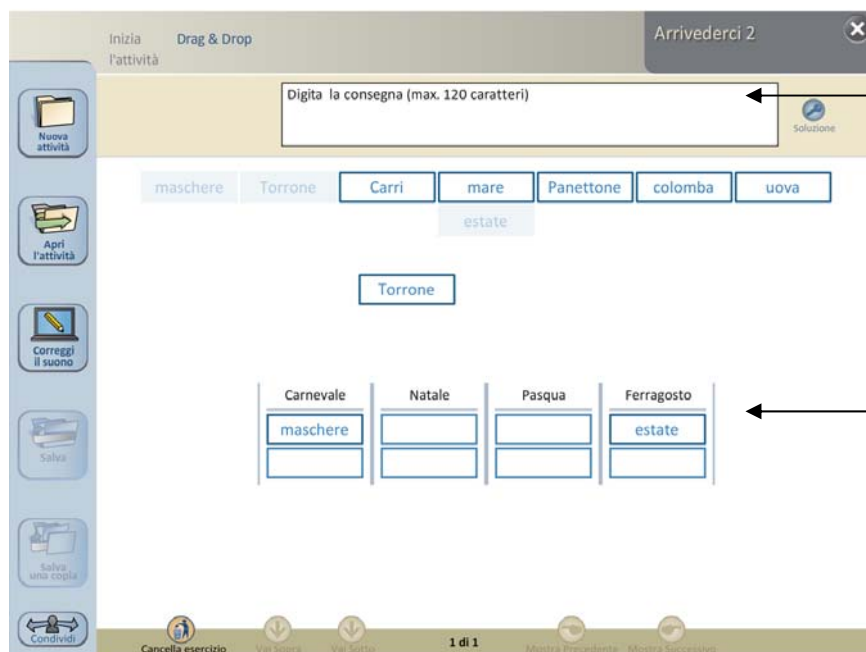 Inizia
l'attività
Drag & Drop
Arrivederci 2
Digita la consegna (max. 120 caratteri)
Soluzione
Nuova
attività
maschere Torrone Carri mare Panettone colomba uova
estate
Apri
l'attività
Torrone
Correggi
il suono
Carnevale Natale Pasqua Ferragosto
maschere estate
Salva
Salva
una copia
Condividi
Cancella esercizio Vai Sopra Vai Sotto 1 di 1 Mostra Precedente Mostra Successivo